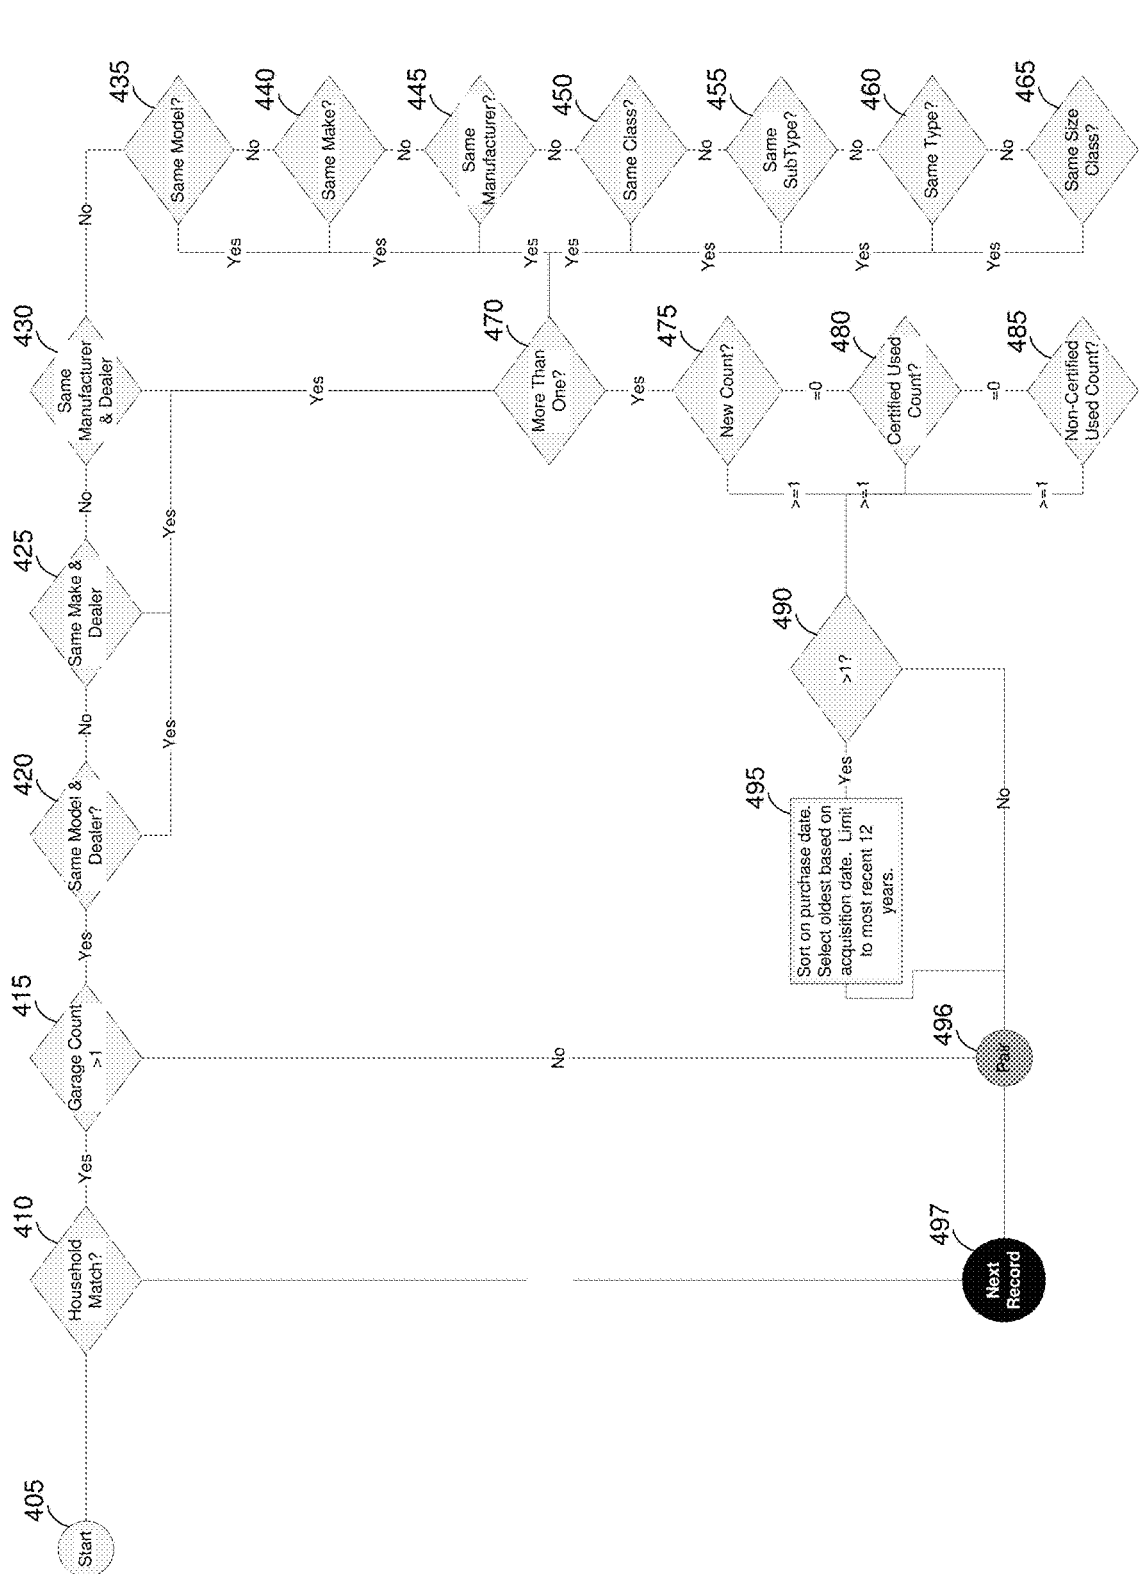 405
Start
410
Household
Match?
Yes
415
Garage Count
>1
Yes
No
420
Same Model &
Dealer?
No
Yes
425
Same Make &
Dealer
No
Yes
430
Same
Manufacturer
& Dealer
No
Yes
435
Same Model?
No
Yes
440
Same Make?
No
Yes
445
Same
Manufacturer?
No
Yes
450
Same Class?
No
Yes
455
Same
SubType?
No
Yes
460
Same Type?
No
Yes
465
Same Size
Class?
Yes
470
More Than
One?
Yes
475
New Count?
=0
>=1
480
Certified Used
Count?
=0
>=1
485
Non-Certified
Used Count?
>=1
490
>1?
Yes
No
495
Sort on purchase date.
Select oldest based on
acquisition date. Limit
to most recent 12
years.
496
497
Next
Record